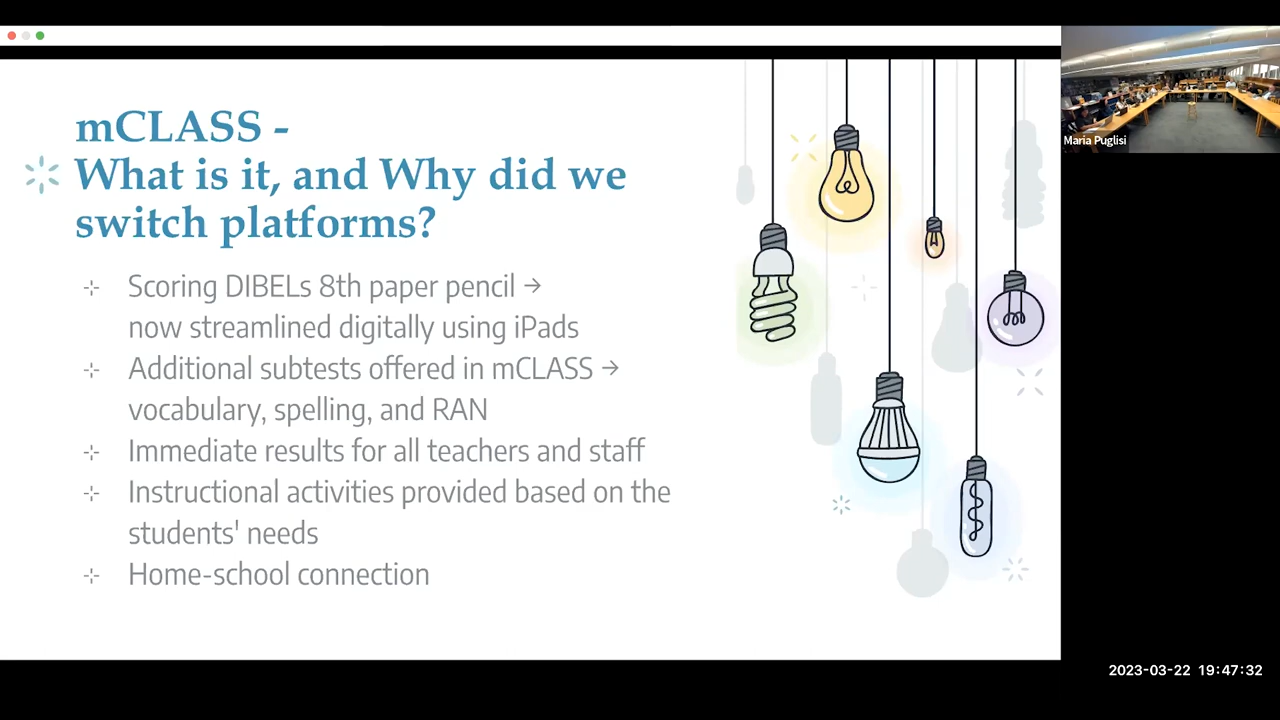 mCLASS -
What is it, and Why did we
switch platforms?
Scoring DIBELs 8th paper pencil →
now streamlined digitally using iPads
Additional subtests offered in mCLASS →
vocabulary, spelling, and RAN
Immediate results for all teachers and staff
Instructional activities provided based on the
students' needs
Home-school connection
Maria Puglisi
2023-03-22 19:47:32